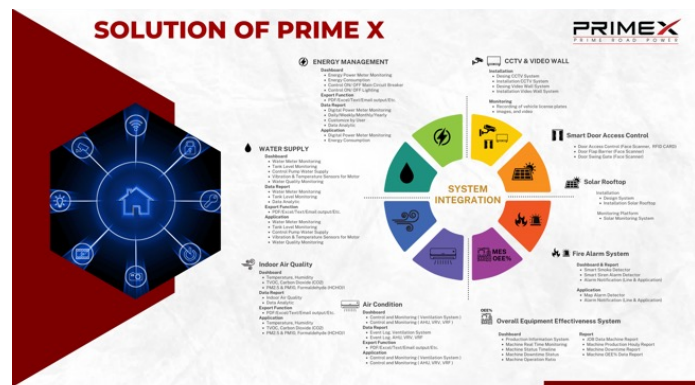 SOLUTION OF PRIME X
PRIMEX
PRIME ROAD POWER
ENERGY MANAGEMENT
Dashboard
Energy Power Meter Monitoring
Energy Consumption
Control ON/OFF Main Circuit Breaker
Control ON/OFF Lighting
Export Function
PDF/Excel/Text/Email output/Etc.
Data Report
Digital Power Meter Monitoring
Daily/Weekly/Monthly/Yearly
Customize by User
Data Analytic
Application
Digital Power Meter Monitoring
Energy Consumption
WATER SUPPLY
Dashboard
Water Meter Monitoring
Tank Level Monitoring
Control Pump Water Supply
Vibration & Temperature Sensors for Motor
Water Quality Monitoring
Data Report
Water Meter Monitoring
Tank Level Monitoring
Data Analytic
Export Function
PDF/Excel/Text/Email output/Etc.
Application
Water Meter Monitoring
Tank Level Monitoring
Control Pump Water Supply
Vibration & Temperature Sensors for Motor
Water Quality Monitoring
Indoor Air Quality
Dashboard
Temperature, Humidity
TVOC, Carbon Dioxide (CO2)
PM2.5 & PM10, Formaldehyde (HCHO)
Data Report
Indoor Air Quality
Data Analytic
Export Function
PDF/Excel/Text/Email output/Etc.
Application
Temperature, Humidity
TVOC, Carbon Dioxide (CO2)
PM2.5 & PM10, Formaldehyde (HCHO)
Air Condition
Dashboard
Control and Monitoring ( Ventilation System )
Control and Monitoring ( AHU, VRV, VRF )
Data Report
Event Log Ventilation System
Event Log AHU, VRV, VRF
Export Function
PDF/Excel/Text/Email output/Etc.
Application
Control and Monitoring ( Ventilation System )
Control and Monitoring ( AHU, VRV, VRF )
SYSTEM
INTEGRATION
MES
OEE%
CCTV & VIDEO WALL
Installation
Desing CCTV System
Installation CCTV System
Desing Video Wall System
Installation Video Wall System
Monitoring
Recording of vehicle license plates
Images, and video
Smart Door Access Control
Door Access Control (Face Scanner, RFID CARD)
Door Flap Barrier (Face Scanner)
Door Swing Gate (Face Scanner)
Solar Rooftop
Installation
Design System
Installation Solar Rooftop
Monitoring Platform
Solar Monitoring System
Fire Alarm System
Dashboard & Report
Smart Smoke Detector
Smart Siren Alarm Detector
Alarm Notification (Line & Application)
Application
Map Alarm Detector
Alarm Notification (Line & Application)
OEE%
Overall Equipment Effectiveness System
Dashboard
Production Information System
Machine Real Time Monitoring
Machine Status Timeline
Machine Downtime Status
Machine Operation Ratio
Report
JOB Data Machine Report
Machine Production Hourly Report
Machine Downtime Report
Machine OEE% Data Report